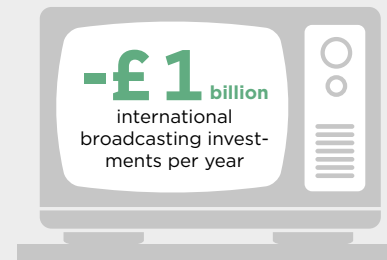 -£1 billion
international
broadcasting invest-
ments per year